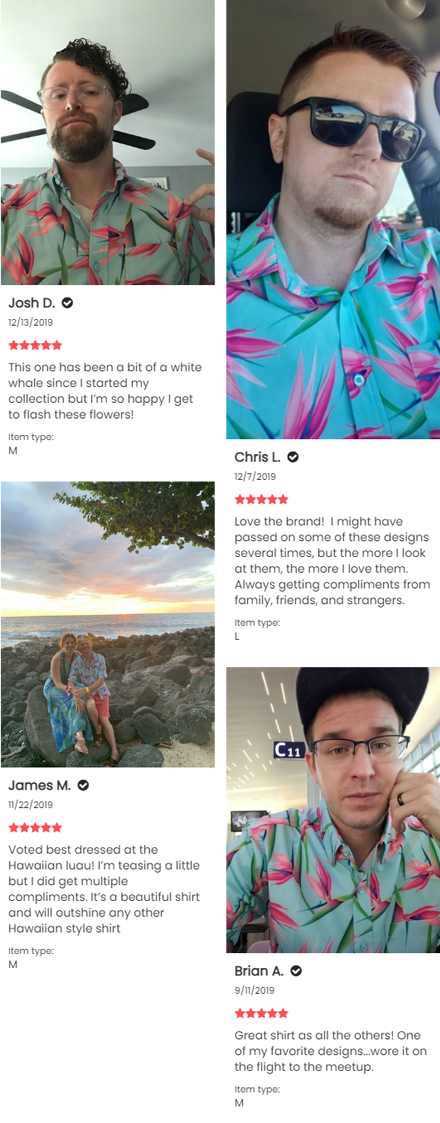 Josh D.
12/13/2019
This one has been a bit of a white
whale since I started my
collection but I'm so happy I get
to flash these flowers!
Item type:
M
James M.
11/22/2019
Voted best dressed at the
Hawaiian luau! I'm teasing a little
but I did get multiple
compliments. It's a beautiful shirt
and will outshine any other
Hawaiian style shirt
Item type:
M
Chris L.
12/7/2019
Love the brand!  I might have
passed on some of these designs
several times, but the more I look
at them, the more I love them.
Always getting compliments from
family, friends, and strangers.
Item type:
L
C11
Brian A.
9/11/2019
Great shirt as all the others! One
of my favorite designs...wore it on
the flight to the meetup.
Item type:
M